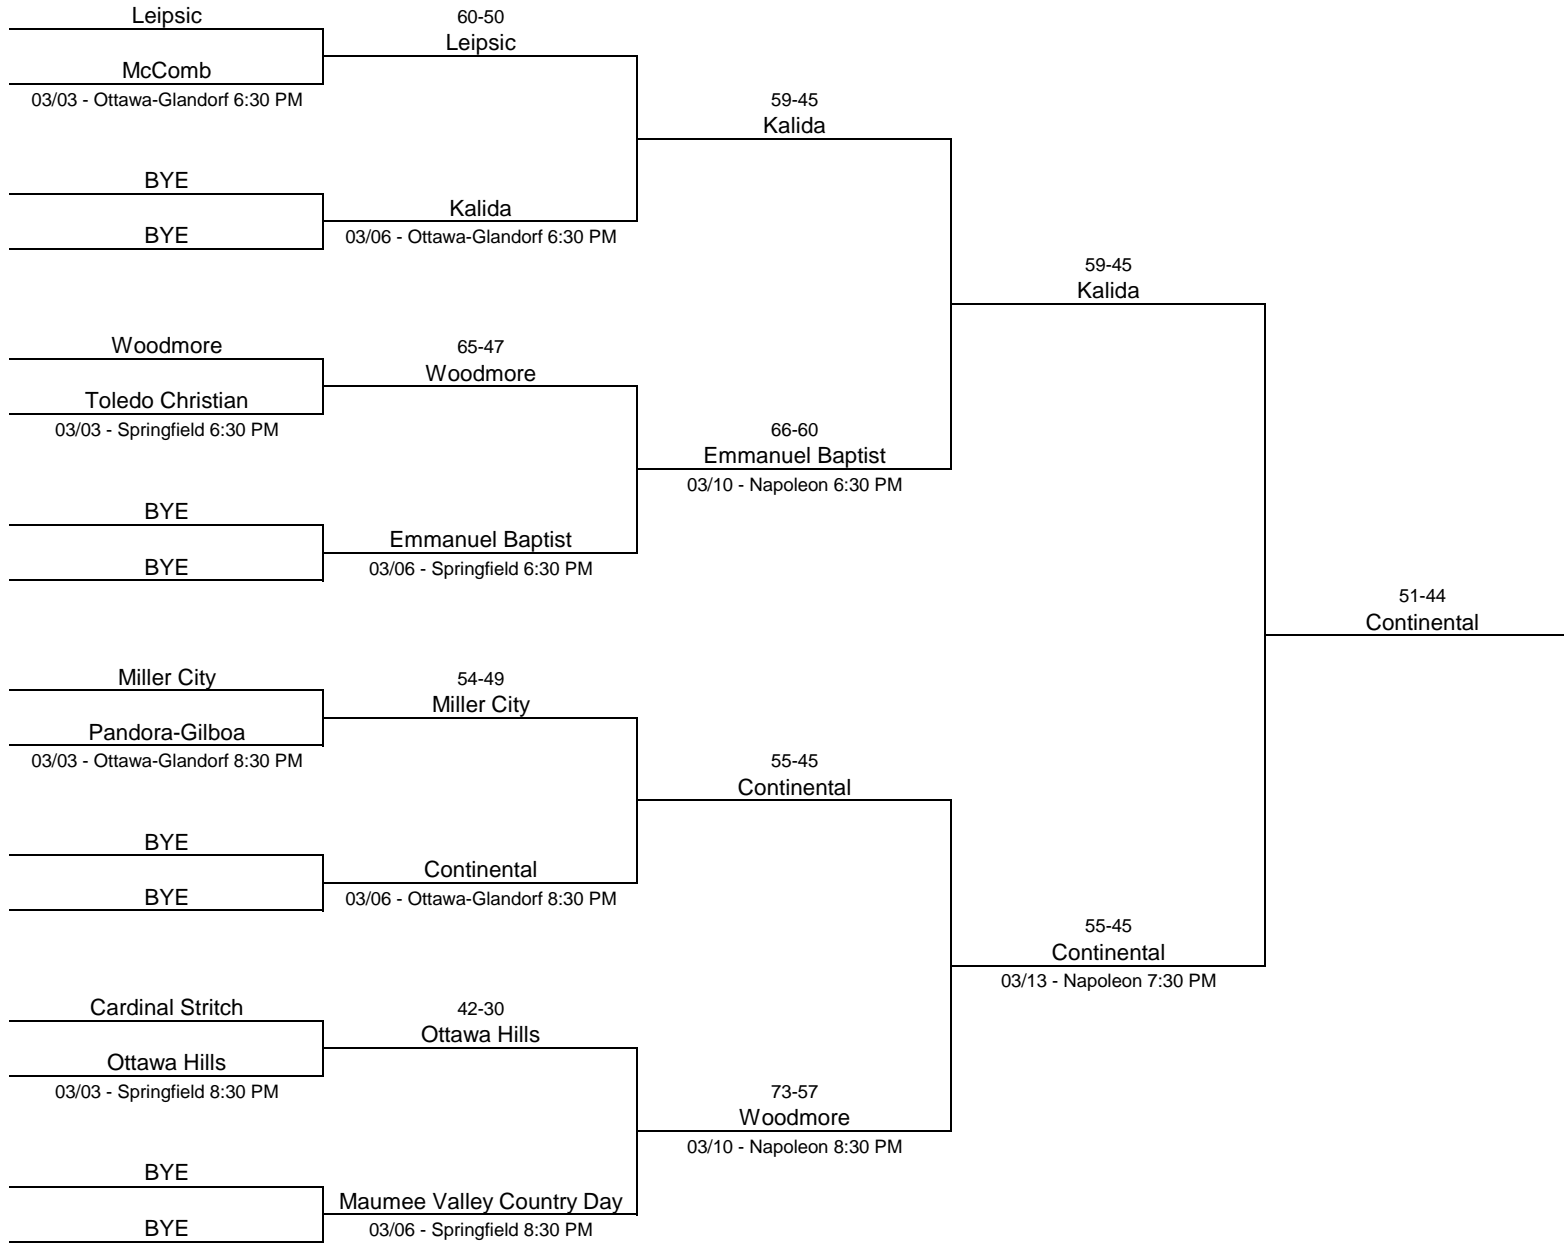 Leipsic
McComb
03/03 - Ottawa-Glandorf 6:30 PM
BYE
BYE
Woodmore
Toledo Christian
03/03 - Springfield 6:30 PM
BYE
BYE
Miller City
Pandora-Gilboa
03/03 - Ottawa-Glandorf 8:30 PM
BYE
BYE
Cardinal Stritch
Ottawa Hills
03/03 - Springfield 8:30 PM
BYE
BYE
60-50
Leipsic
Kalida
03/06 - Ottawa-Glandorf 6:30 PM
65-47
Woodmore
Emmanuel Baptist
03/06 - Springfield 6:30 PM
54-49
Miller City
Continental
03/06 - Ottawa-Glandorf 8:30 PM
42-30
Ottawa Hills
Maumee Valley Country Day
03/06 - Springfield 8:30 PM
59-45
Kalida
66-60
Emmanuel Baptist
03/10 - Napoleon 6:30 PM
55-45
Continental
73-57
Woodmore
03/10 - Napoleon 8:30 PM
59-45
Kalida
55-45
Continental
03/13 - Napoleon 7:30 PM
51-44
Continental